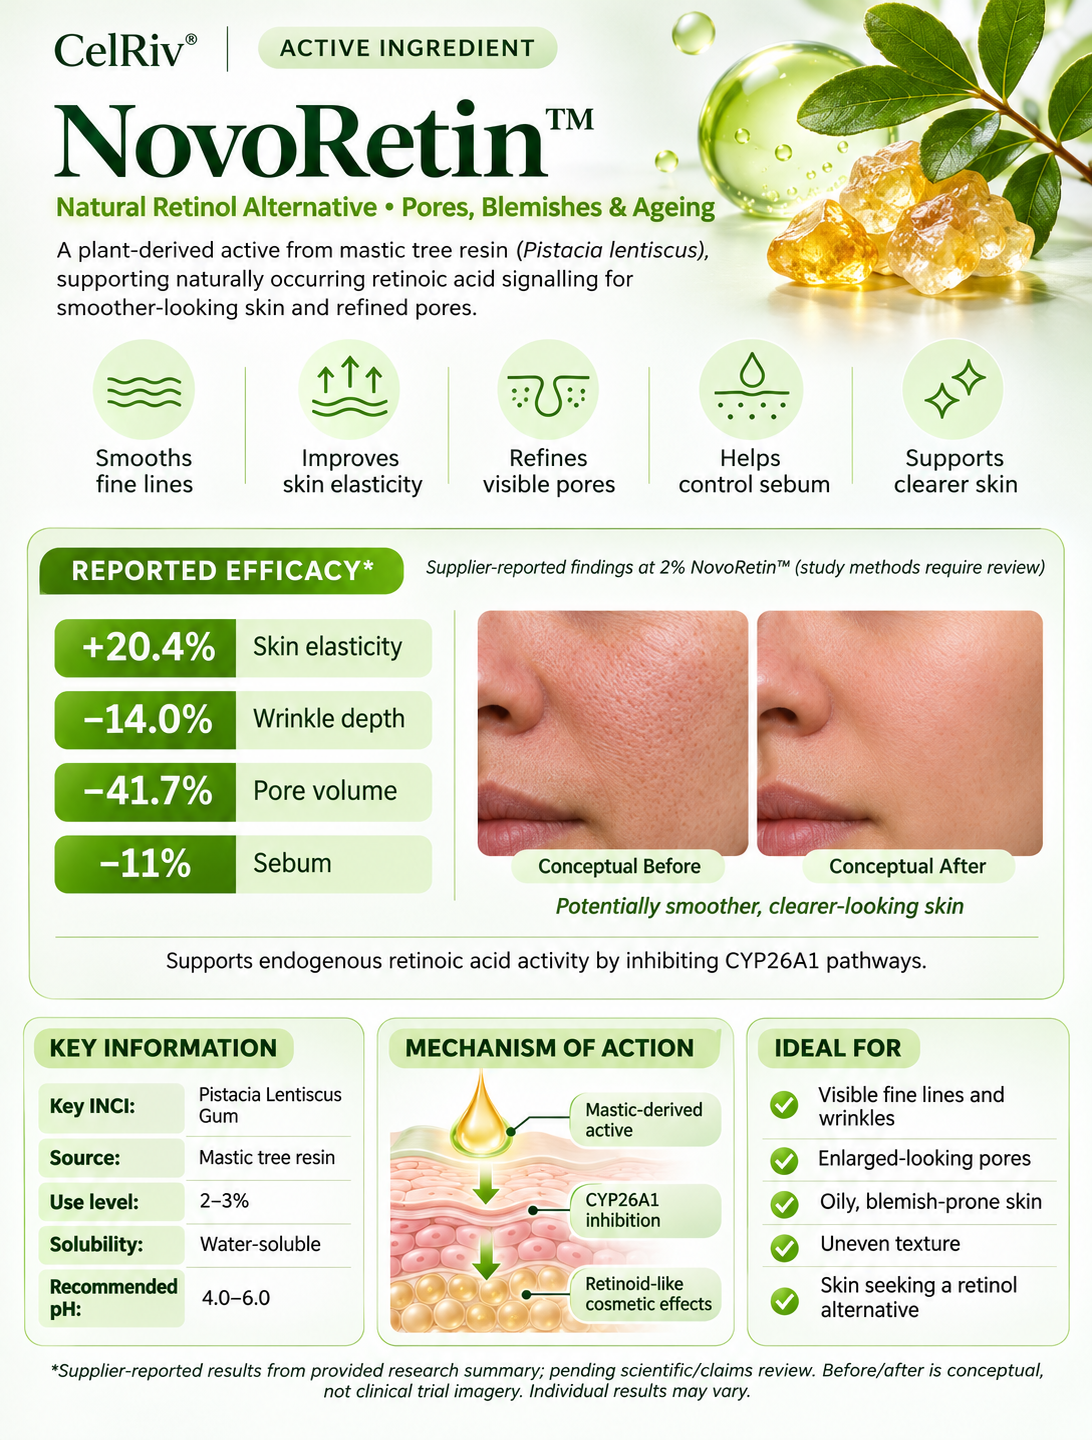 CelRiv®
ACTIVE INGREDIENT
NovoRetin™
Natural Retinol Alternative • Pores, Blemishes & Ageing
A plant-derived active from mastic tree resin (Pistacia lentiscus),
supporting naturally occurring retinoic acid signalling for
smoother-looking skin and refined pores.
Smooths
fine lines
Improves
skin elasticity
Refines
visible pores
Helps
control sebum
Supports
clearer skin
REPORTED EFFICACY*
Supplier-reported findings at 2% NovoRetin™ (study methods require review)
+20.4% Skin elasticity
−14.0% Wrinkle depth
−41.7% Pore volume
−11% Sebum
Conceptual Before
Conceptual After
Potentially smoother, clearer-looking skin
Supports endogenous retinoic acid activity by inhibiting CYP26A1 pathways.
KEY INFORMATION
Key INCI: Pistacia Lentiscus
Gum
Source: Mastic tree resin
Use level: 2–3%
Solubility: Water-soluble
Recommended
pH: 4.0–6.0
MECHANISM OF ACTION
Mastic-derived
active
CYP26A1
inhibition
Retinoid-like
cosmetic effects
IDEAL FOR
Visible fine lines and
wrinkles
Enlarged-looking pores
Oily, blemish-prone skin
Uneven texture
Skin seeking a retinol
alternative
*Supplier-reported results from provided research summary; pending scientific/claims review. Before/after is conceptual,
not clinical trial imagery. Individual results may vary.